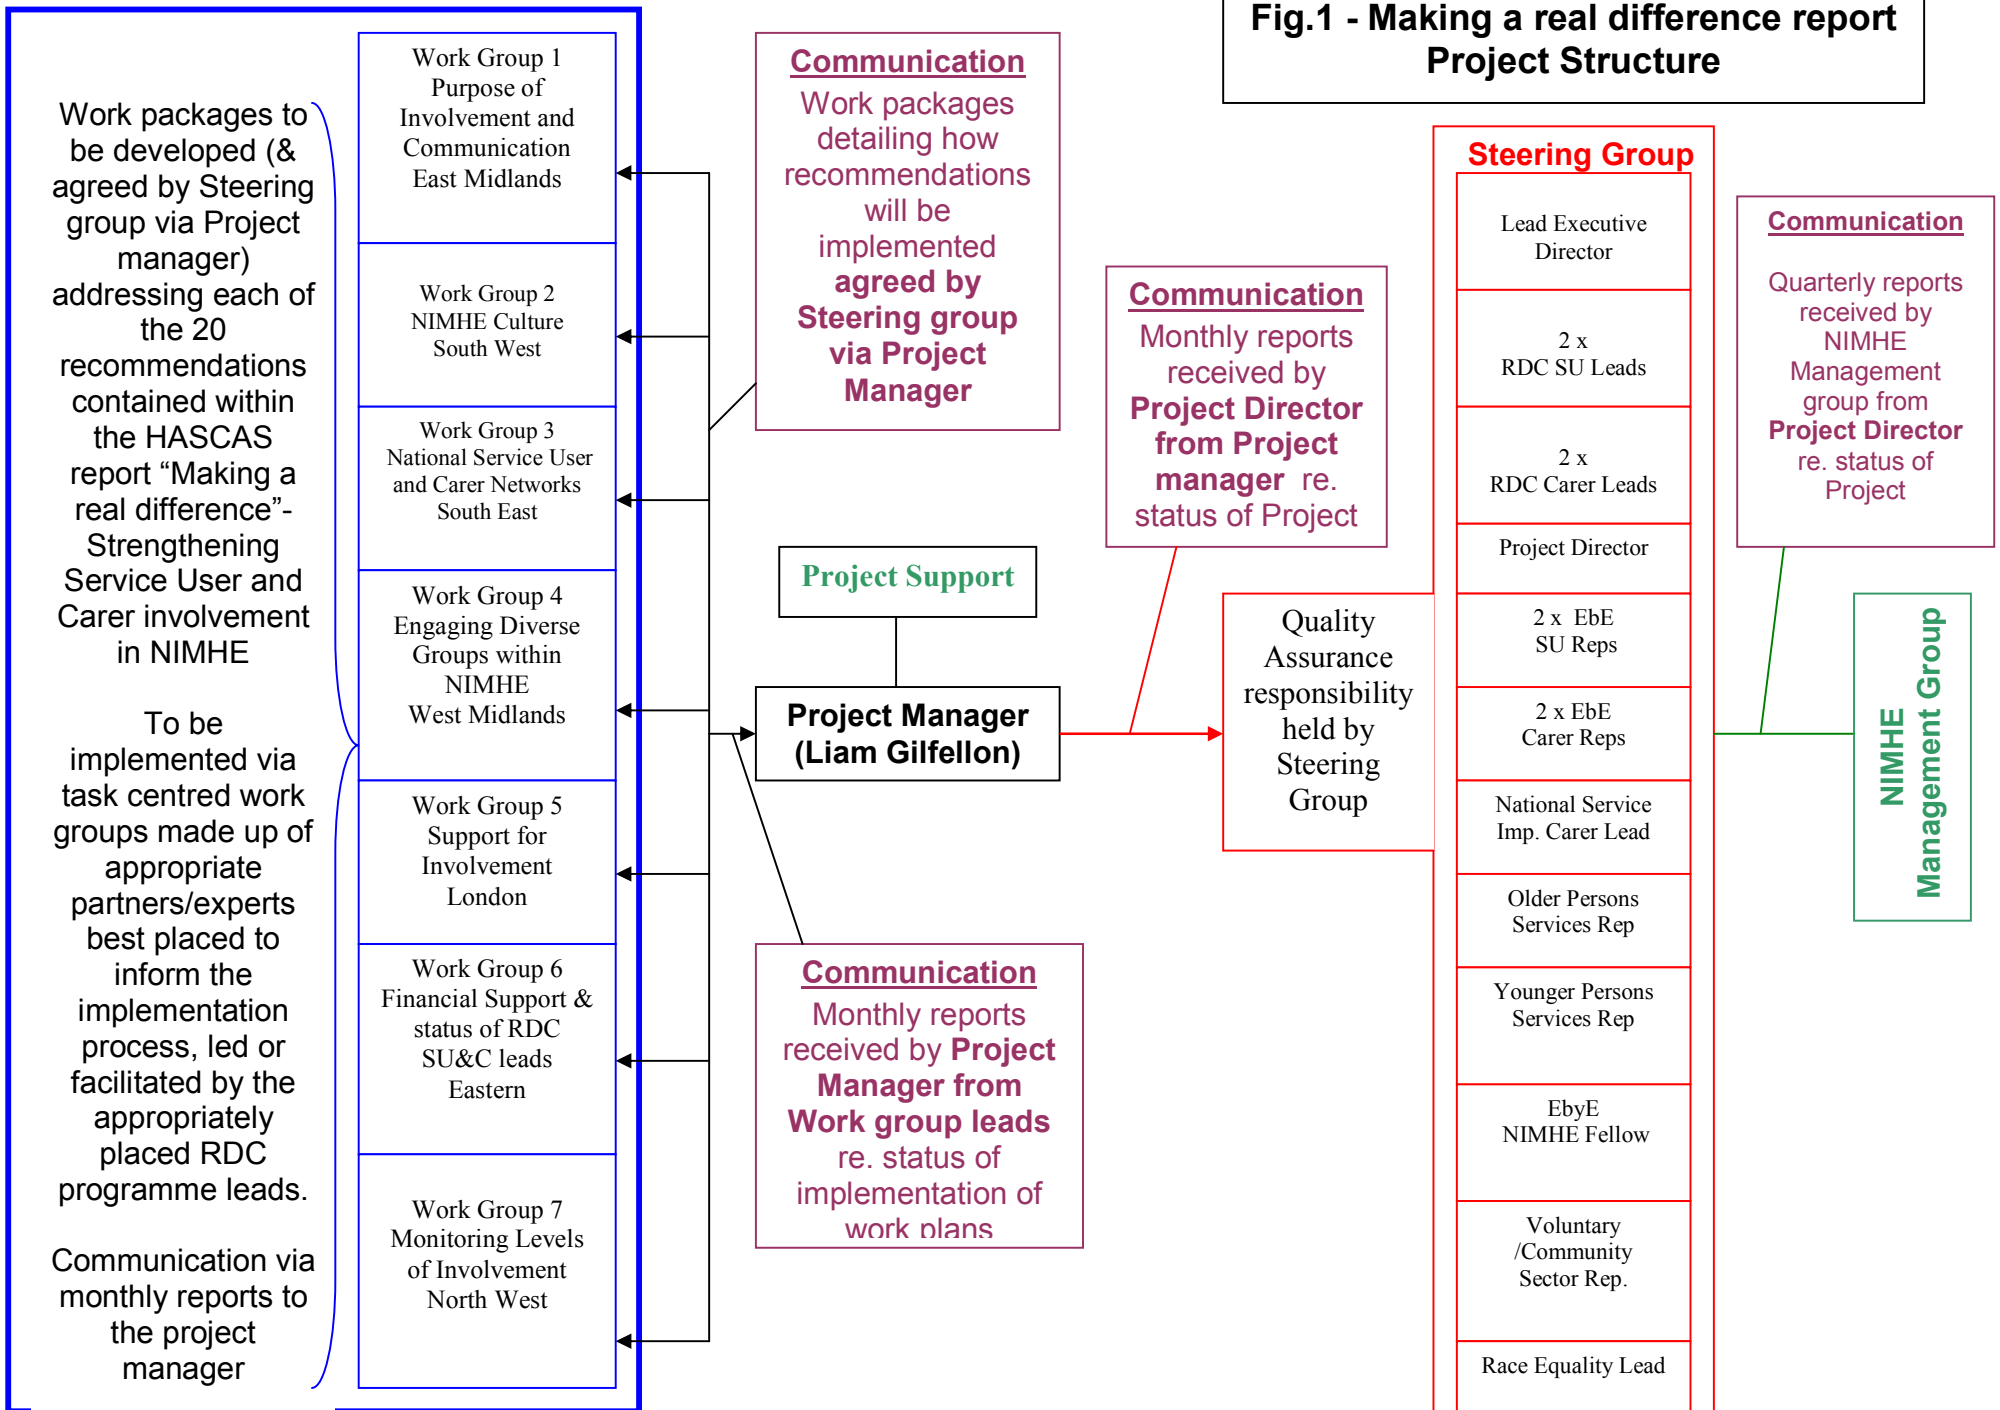 Fig.1 - Making a real difference report
Project Structure
Work packages to
be developed (&
agreed by Steering
group via Project
manager)
addressing each of
the 20
recommendations
contained within
the HASCAS
report “Making a
real difference”-
Strengthening
Service User and
Carer involvement
in NIMHE
To be
implemented via
task centred work
groups made up of
appropriate
partners/experts
best placed to
inform the
implementation
process, led or
facilitated by the
appropriately
placed RDC
programme leads.
Communication via
monthly reports to
the project
manager
Work Group 1
Purpose of
Involvement and
Communication
East Midlands
Work Group 2
NIMHE Culture
South West
Work Group 3
National Service User
and Carer Networks
South East
Work Group 4
Engaging Diverse
Groups within
NIMHE
West Midlands
Work Group 5
Support for
Involvement
London
Work Group 6
Financial Support &
status of RDC
SU&C leads
Eastern
Work Group 7
Monitoring Levels
of Involvement
North West
Communication
Work packages
detailing how
recommendations
will be
implemented
agreed by
Steering group
via Project
Manager
Project Support
Project Manager
(Liam Gilfellon)
Communication
Monthly reports
received by Project
Manager from
Work group leads
re. status of
implementation of
work plans
Communication
Monthly reports
received by
Project Director
from Project
manager re.
status of Project
Quality
Assurance
responsibility
held by
Steering
Group
Steering Group
Lead Executive
Director
2 x
RDC SU Leads
2 x
RDC Carer Leads
Project Director
2 x EbE
SU Reps
2 x EbE
Carer Reps
National Service
Imp. Carer Lead
Older Persons
Services Rep
Younger Persons
Services Rep
EbyE
NIMHE Fellow
Voluntary
/Community
Sector Rep.
Race Equality Lead
Communication
Quarterly reports
received by
NIMHE
Management
group from
Project Director
re. status of
Project
NIMHE
Management Group